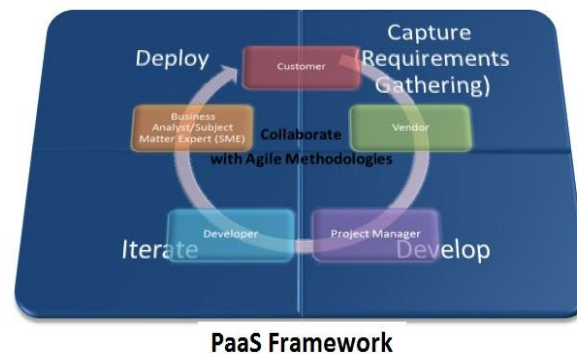 Deploy
Capture
(Requirements
Gathering)
Customer
Business
Analyst/Subject
Matter Expert (SME)
Vendor
Collaborate
with Agile Methodologies
Developer
Project Manager
Iterate
Develop
PaaS Framework